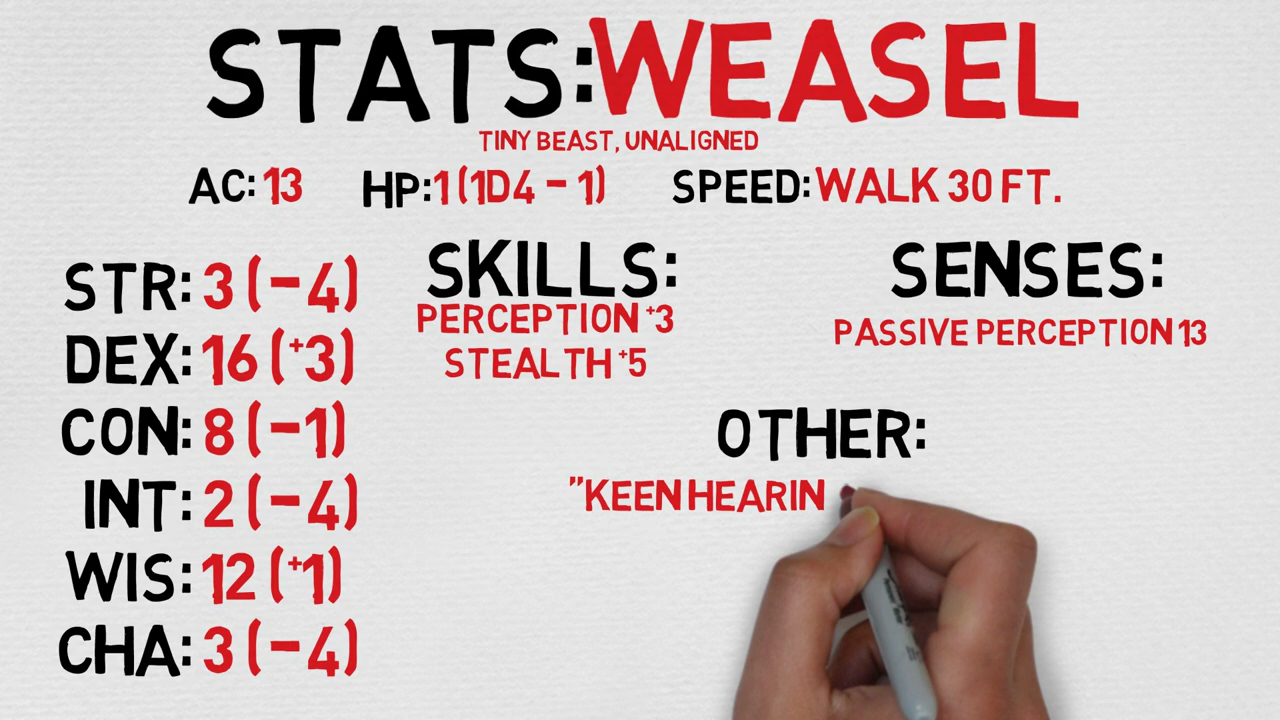 STATS:WEASEL
TINY BEAST, UNALIGNED
AC: 13 HP:1 (1D4 - 1) SPEED:WALK 30 FT.
STR: 3 (-4)
DEX: 16 (+3)
CON: 8 (-1)
INT: 2 (-4)
WIS: 12 (+1)
CHA: 3 (-4)
SKILLS:
PERCEPTION +3
STEALTH +5
SENSES:
PASSIVE PERCEPTION 13
OTHER:
"KEEN HEARIN